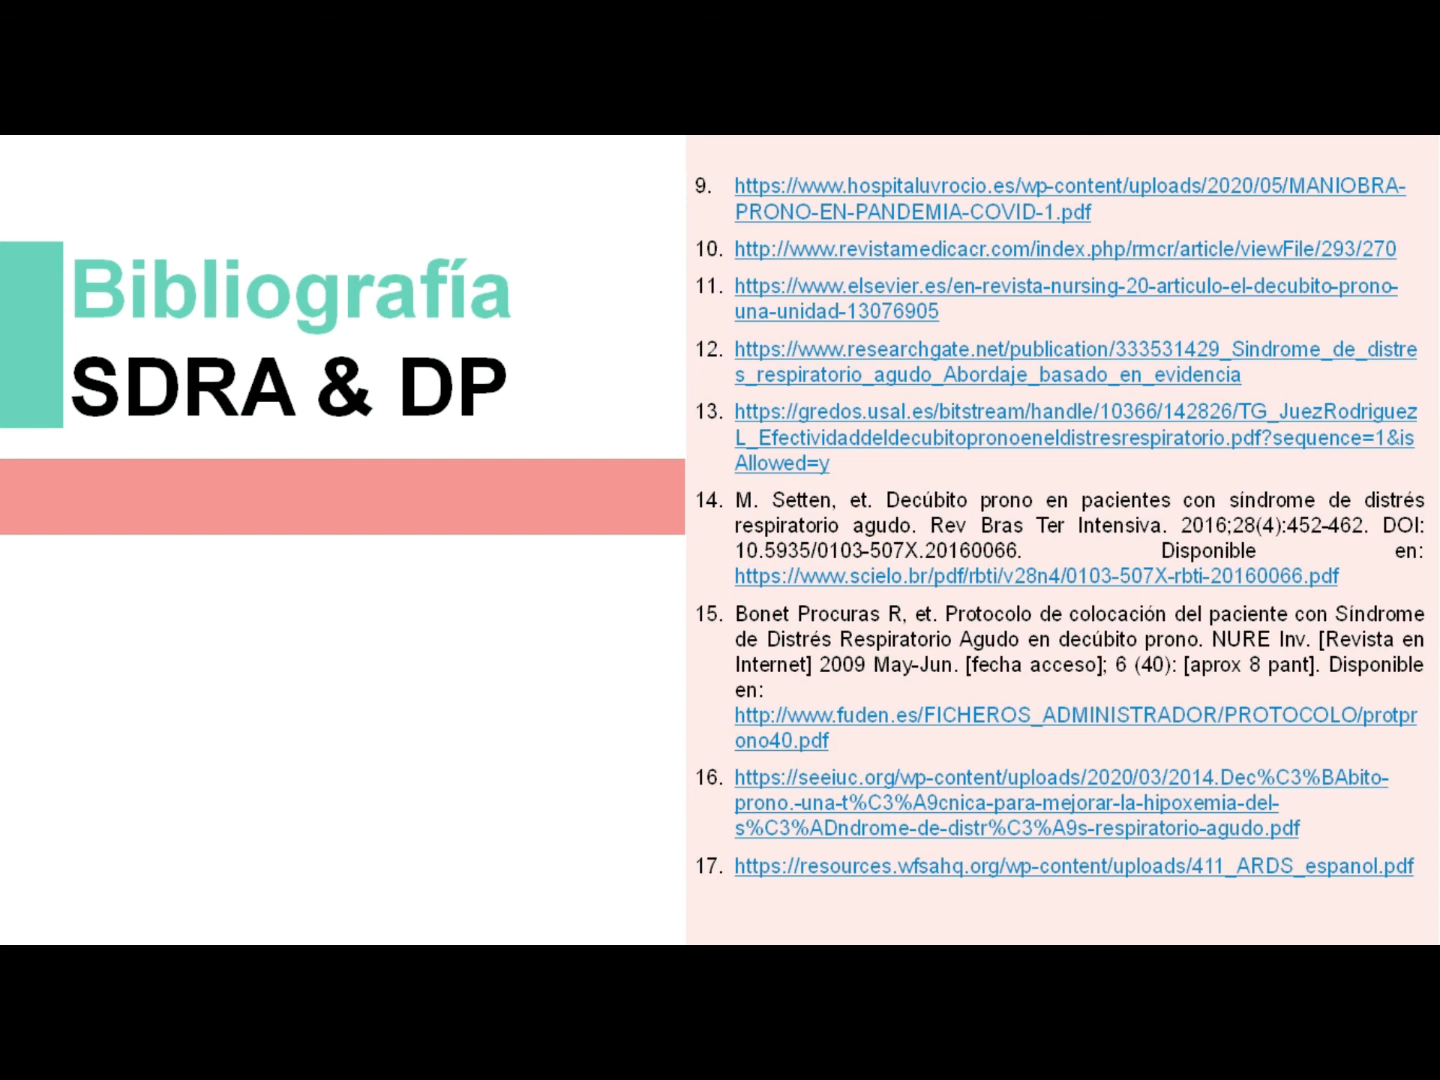 Bibliografía
SDRA & DP
9. https://www.hospitaluvrocio.es/wp-content/uploads/2020/05/MANIOBRA-
PRONO-EN-PANDEMIA-COVID-1.pdf
10. http://www.revistamedicacr.com/index.php/rmcr/article/viewFile/293/270
11. https://www.elsevier.es/en-revista-nursing-20-articulo-el-decubito-prono-
una-unidad-13076905
12. https://www.researchgate.net/publication/333531429_Sindrome_de_distre
s_respiratorio_agudo_Abordaje_basado_en_evidencia
13. https://gredos.usal.es/bitstream/handle/10366/142826/TG_JuezRodriguez
L_Efectividaddeldecubitopronoeneldistresrespiratorio.pdf?sequence=1&is
Allowed=y
14. M. Setten, et. Decúbito prono en pacientes con síndrome de distrés
respiratorio agudo. Rev Bras Ter Intensiva. 2016;28(4):452-462. DOI:
10.5935/0103-507X.20160066. Disponible en:
https://www.scielo.br/pdf/rbti/v28n4/0103-507X-rbti-20160066.pdf
15. Bonet Procuras R, et. Protocolo de colocación del paciente con Síndrome
de Distrés Respiratorio Agudo en decúbito prono. NURE Inv. [Revista en
Internet] 2009 May-Jun. [fecha acceso]; 6 (40): [aprox 8 pant]. Disponible
en:
http://www.fuden.es/FICHEROS_ADMINISTRADOR/PROTOCOLO/protpr
ono40.pdf
16. https://seeiuc.org/wp-content/uploads/2020/03/2014.Dec%C3%BAbito-
prono.-una-t%C3%A9cnica-para-mejorar-la-hipoxemia-del-
s%C3%ADndrome-de-distr%C3%A9s-respiratorio-agudo.pdf
17. https://resources.wfsahq.org/wp-content/uploads/411_ARDS_espanol.pdf